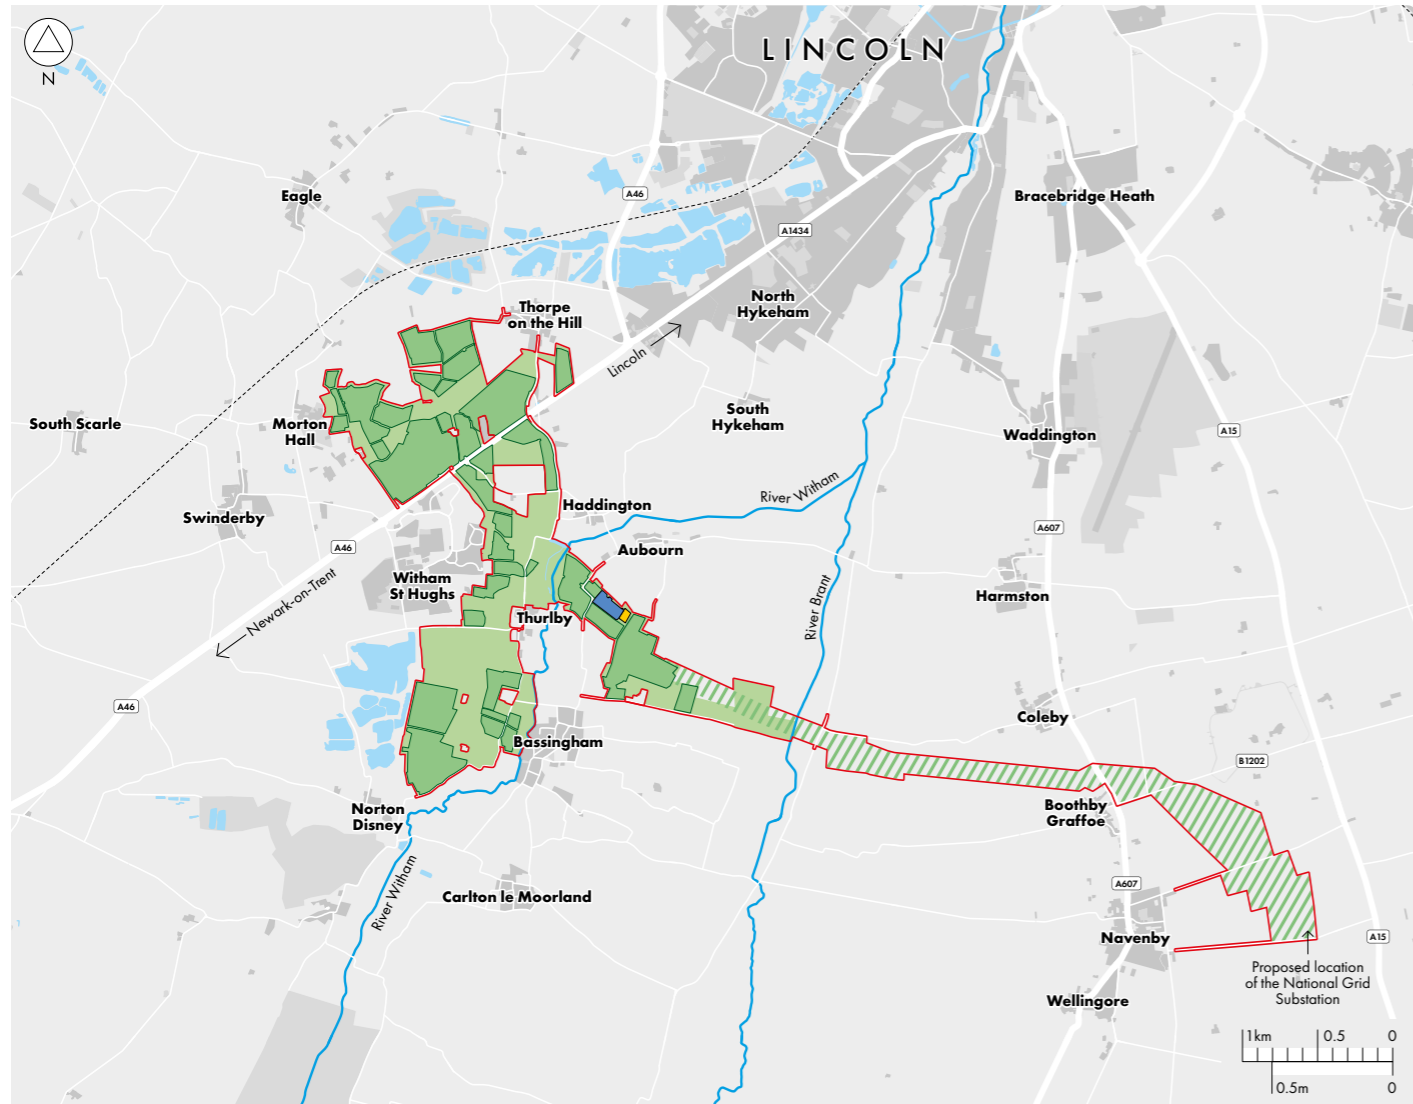 LINCOLN
N
Eagle
A46
Bracebridge Heath
A1434
North
Hykeham
Thorpe
on the Hill
Lincoln
South Scarle
Morton
Hall
South
Hykeham
Waddington
A15
River Witham
Haddington
Swinderby
A46
A607
Aubourn
Witham
St Hughs
Newark-on-Trent
Harmston
Thurlby
River Brant
A46
Coleby
Bassingham
B1202
Norton
Disney
Boothby
Graffoe
River Witham
Carlton le Moorland
A607
Navenby
A15
Proposed location
of the National Grid
Substation
Wellingore
1km 0.5 0
0.5m 0